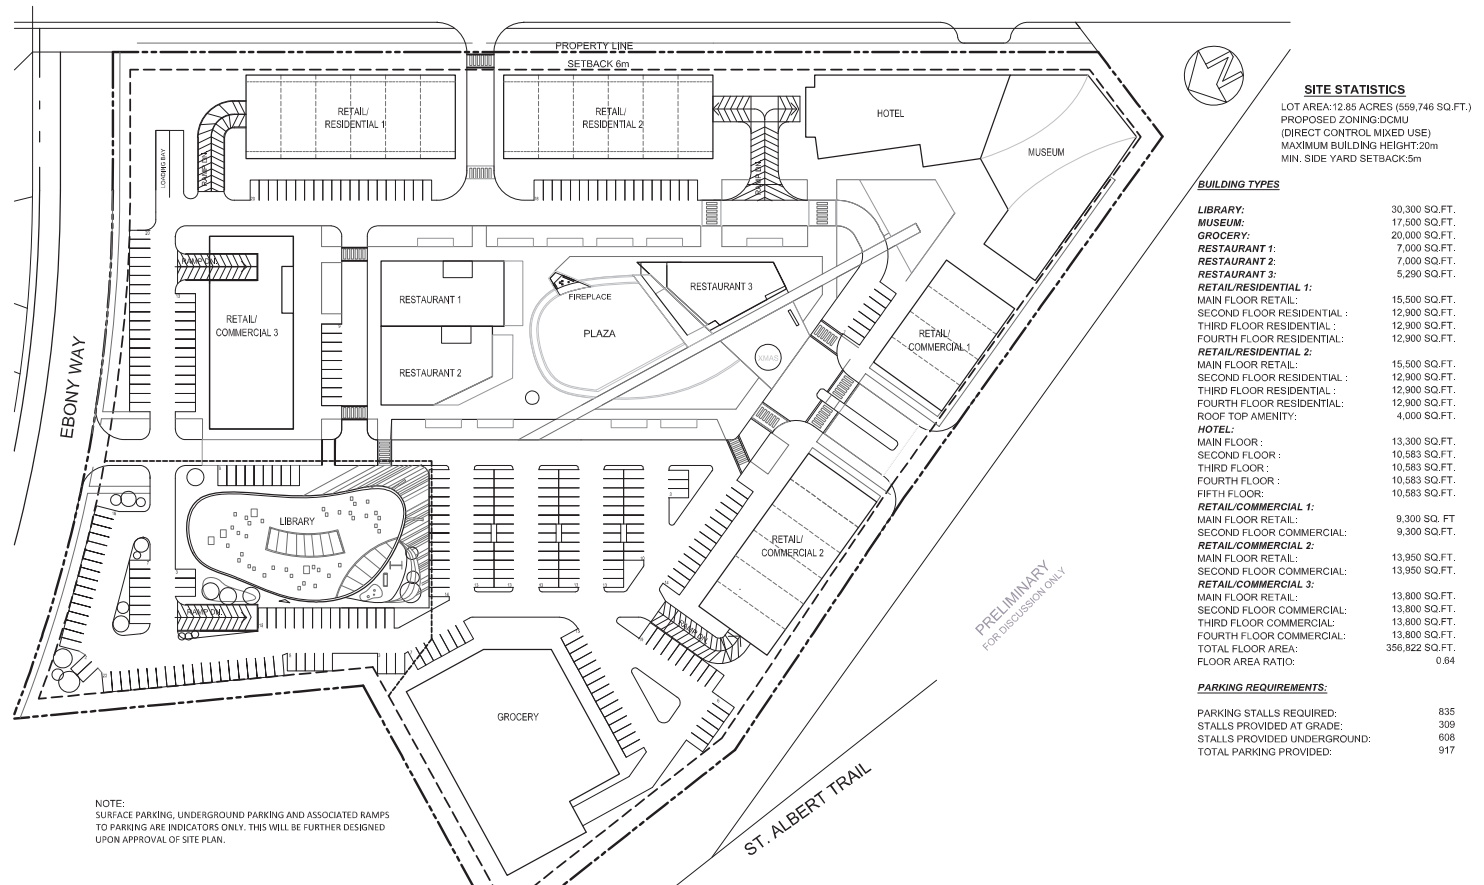 PROPERTY LINE
SETBACK 6m
RETAIL/
RESIDENTIAL 1
RETAIL/
RESIDENTIAL 2
HOTEL
MUSEUM
LOADING BAY
RAMP DN.
RAMP DN.
RETAIL/
COMMERCIAL 3
RESTAURANT 1
RESTAURANT 2
RESTAURANT 3
FIREPLACE
PLAZA
XMAS
RETAIL/
COMMERCIAL 1
RETAIL/
COMMERCIAL 2
EBONY WAY
LIBRARY
RAMP DN.
GROCERY
ST. ALBERT TRAIL
PRELIMINARY
FOR DISCUSSION ONLY
NOTE:
SURFACE PARKING, UNDERGROUND PARKING AND ASSOCIATED RAMPS
TO PARKING ARE INDICATORS ONLY. THIS WILL BE FURTHER DESIGNED
UPON APPROVAL OF SITE PLAN.
N
SITE STATISTICS
LOT AREA:12.85 ACRES (559,746 SQ.FT.)
PROPOSED ZONING:DCMU
(DIRECT CONTROL MIXED USE)
MAXIMUM BUILDING HEIGHT:20m
MIN. SIDE YARD SETBACK:5m
BUILDING TYPES
LIBRARY: 30,300 SQ.FT.
MUSEUM: 17,500 SQ.FT.
GROCERY: 20,000 SQ.FT.
RESTAURANT 1: 7,000 SQ.FT.
RESTAURANT 2: 7,000 SQ.FT.
RESTAURANT 3: 5,290 SQ.FT.
RETAIL/RESIDENTIAL 1:
MAIN FLOOR RETAIL: 15,500 SQ.FT.
SECOND FLOOR RESIDENTIAL : 12,900 SQ.FT.
THIRD FLOOR RESIDENTIAL : 12,900 SQ.FT.
FOURTH FLOOR RESIDENTIAL: 12,900 SQ.FT.
RETAIL/RESIDENTIAL 2:
MAIN FLOOR RETAIL: 15,500 SQ.FT.
SECOND FLOOR RESIDENTIAL : 12,900 SQ.FT.
THIRD FLOOR RESIDENTIAL : 12,900 SQ.FT.
FOURTH FLOOR RESIDENTIAL: 12,900 SQ.FT.
ROOF TOP AMENITY: 4,000 SQ.FT.
HOTEL:
MAIN FLOOR : 13,300 SQ.FT.
SECOND FLOOR : 10,583 SQ.FT.
THIRD FLOOR : 10,583 SQ.FT.
FOURTH FLOOR : 10,583 SQ.FT.
FIFTH FLOOR: 10,583 SQ.FT.
RETAIL/COMMERCIAL 1:
MAIN FLOOR RETAIL: 9,300 SQ. FT
SECOND FLOOR COMMERCIAL: 9,300 SQ.FT.
RETAIL/COMMERCIAL 2:
MAIN FLOOR RETAIL: 13,950 SQ.FT.
SECOND FLOOR COMMERCIAL: 13,950 SQ.FT.
RETAIL/COMMERCIAL 3:
MAIN FLOOR RETAIL: 13,800 SQ.FT.
SECOND FLOOR COMMERCIAL: 13,800 SQ.FT.
THIRD FLOOR COMMERCIAL: 13,800 SQ.FT.
FOURTH FLOOR COMMERCIAL: 13,800 SQ.FT.
TOTAL FLOOR AREA: 356,822 SQ.FT.
FLOOR AREA RATIO: 0.64
PARKING REQUIREMENTS:
PARKING STALLS REQUIRED: 835
STALLS PROVIDED AT GRADE: 309
STALLS PROVIDED UNDERGROUND: 608
TOTAL PARKING PROVIDED: 917